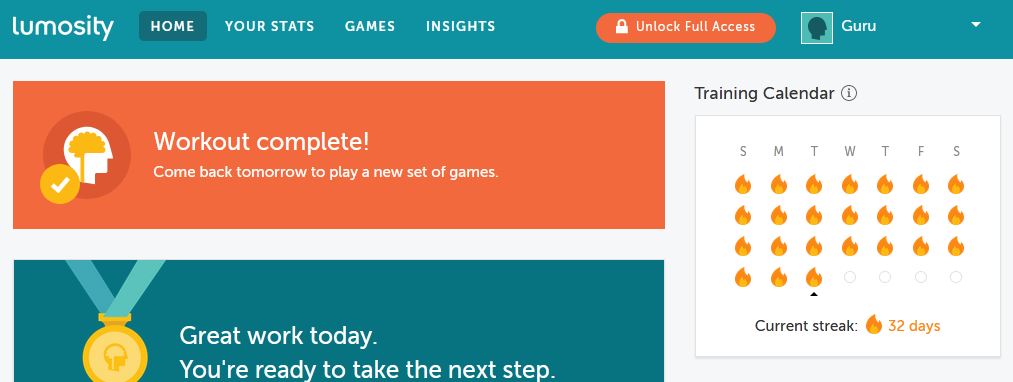 lumosity
HOME
YOUR STATS
GAMES
INSIGHTS
Unlock Full Access
Guru
Workout complete!
Come back tomorrow to play a new set of games.
Great work today.
You're ready to take the next step.
Training Calendar
S M T W T F S
Current streak: 32 days